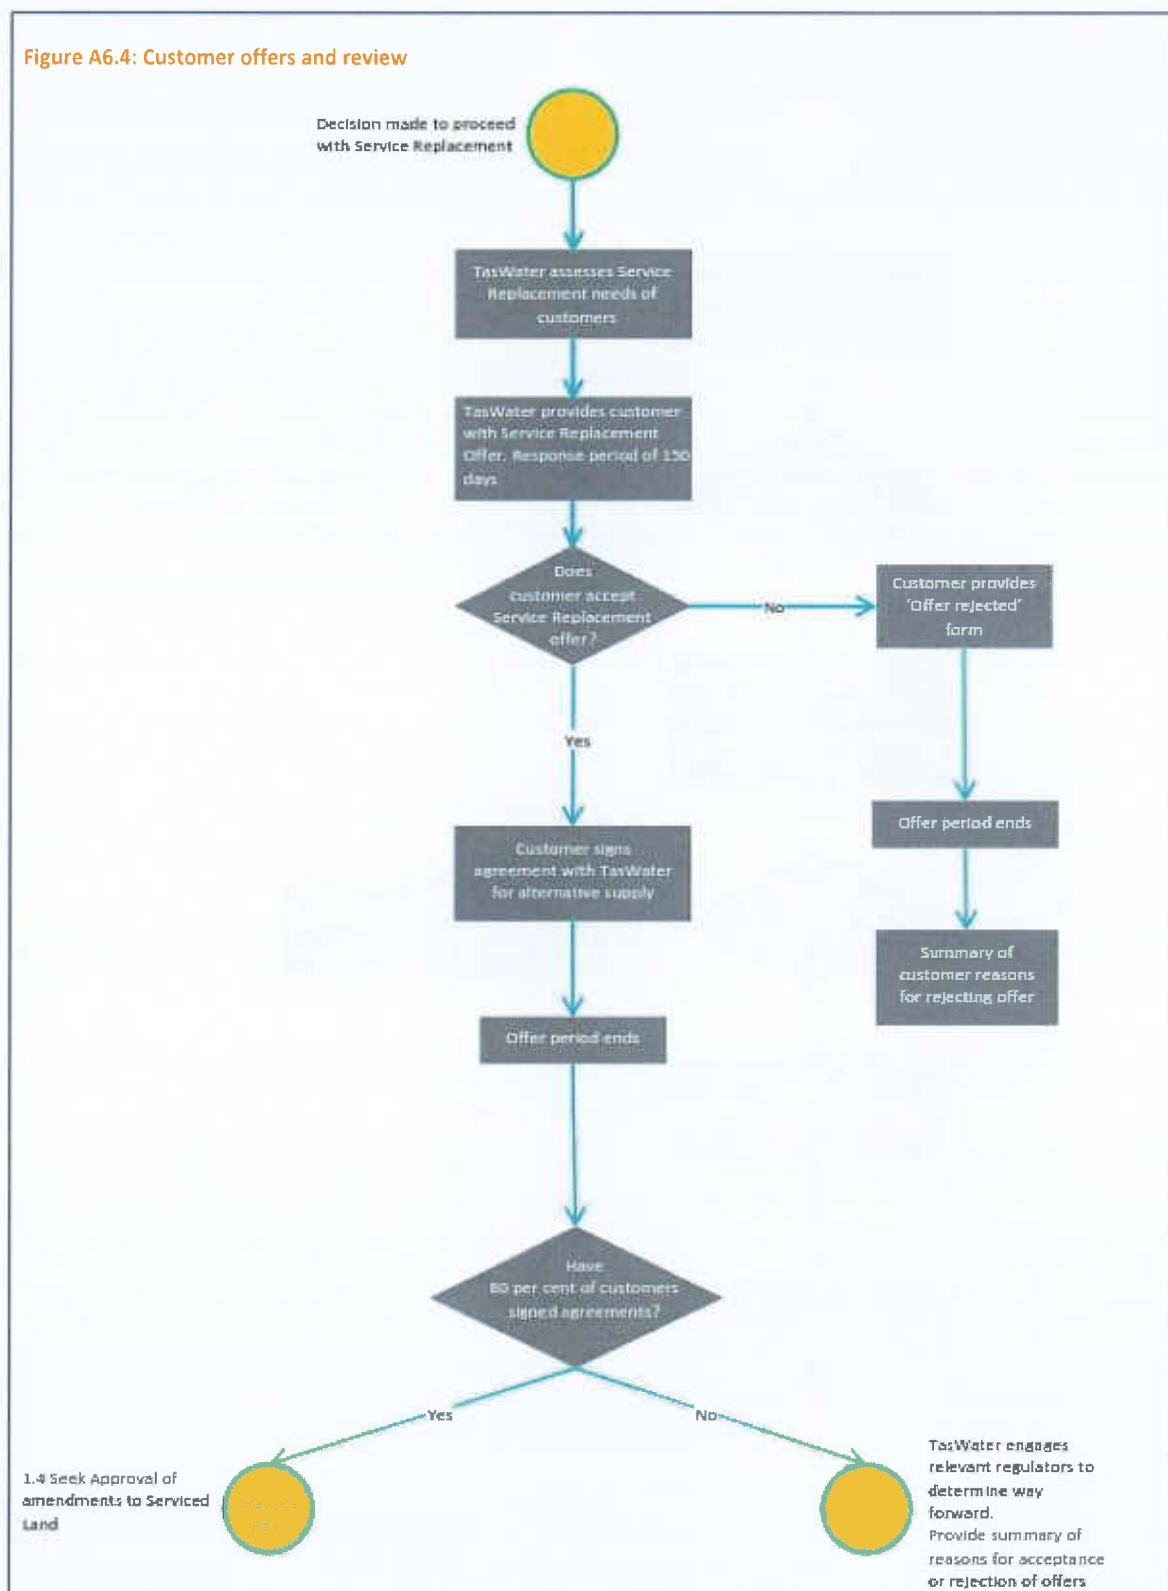 Figure A6.4: Customer offers and review
Decision made to proceed
with Service Replacement
TasWater assesses Service
Replacement needs of
customers
TasWater provides customer
with Service Replacement
Offer. Response period of 150
days
Does
customer accept
Service Replacement
offer?
No
Customer provides
‘Offer rejected’
form
Yes
Offer period ends
Customer signs
agreement with TasWater
for alternative supply
Summary of
customer reasons
for rejecting offer
Offer period ends
Have
80 per cent of customers
signed agreements?
Yes
No
1.4 Seek Approval of
amendments to Serviced
Land
TasWater engages
relevant regulators to
determine way
forward.
Provide summary of
reasons for acceptance
or rejection of offers